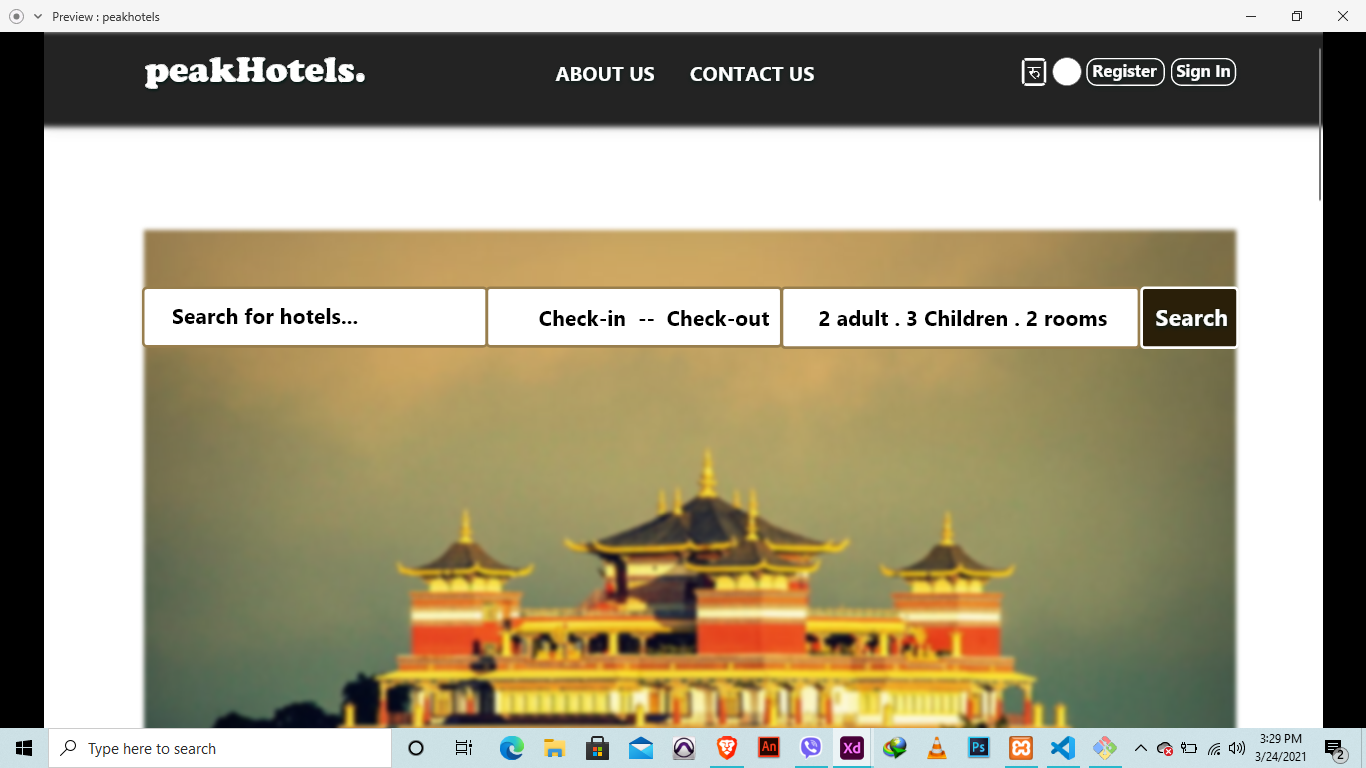 Preview : peakhotels
peakHotels.
ABOUT US
CONTACT US
रु
Register
Sign In
Search for hotels...
Check-in -- Check-out
2 adult . 3 Children . 2 rooms
Search
Type here to search
An
Xd
Ps
3:29 PM
3/24/2021
2